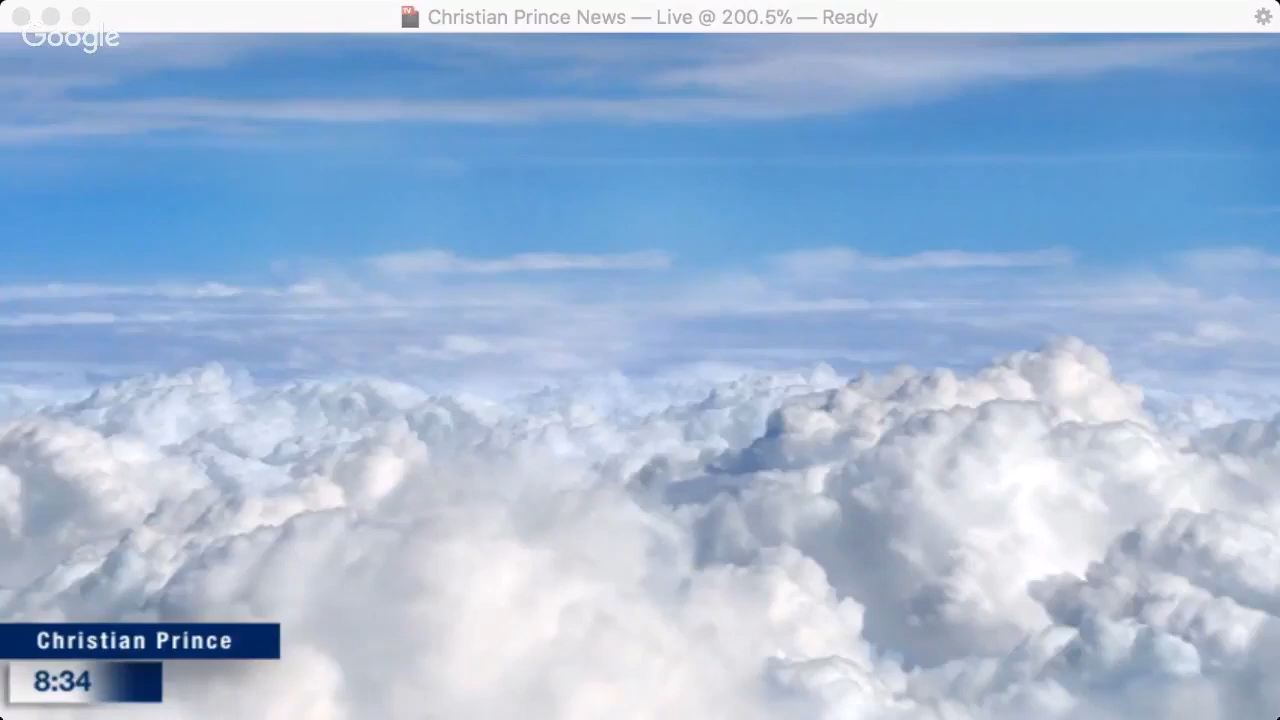 Christian Prince News — Live @ 200.5% — Ready
Google
Christian Prince
8:34